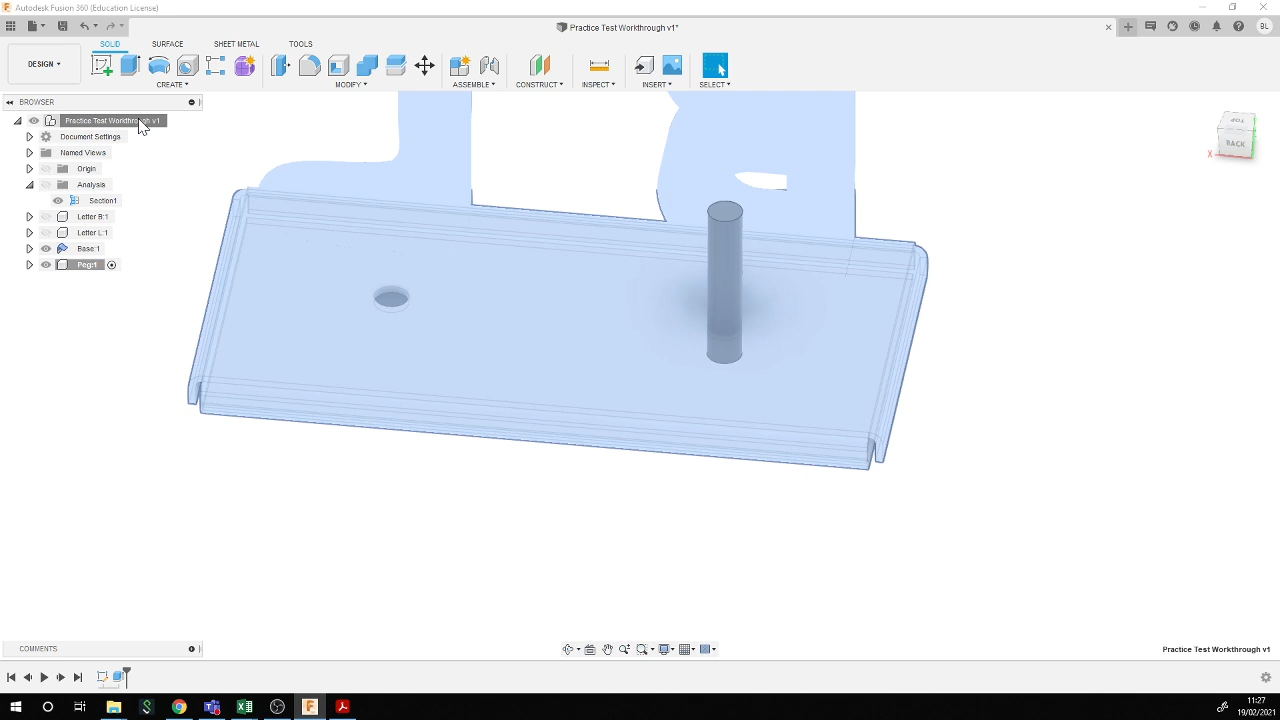 Autodesk Fusion 360 (Education License)
Practice Test Workthrough v1*
BL
DESIGN
SOLID SURFACE SHEET METAL TOOLS
CREATE MODIFY ASSEMBLE CONSTRUCT INSPECT INSERT SELECT
BROWSER
Practice Test Workthrough v1
Document Settings
Named Views
Origin
Analysis
Section1
Letter B:1
Letter L:1
Base:1
Peg:1
TOP
BACK
X
COMMENTS
Practice Test Workthrough v1
11:27
19/02/2021